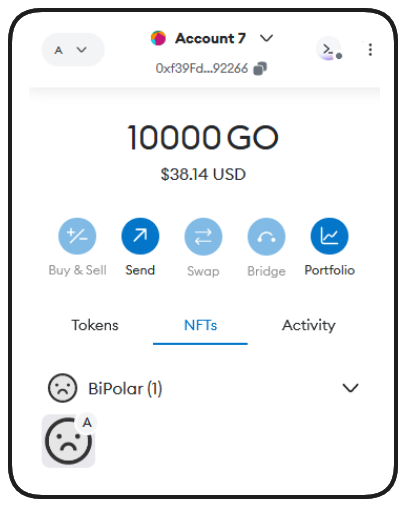 A
Account 7
0xf39Fd...92266
10000 GO
$38.14 USD
Buy & Sell
Send
Swap
Bridge
Portfolio
Tokens
NFTs
Activity
BiPolar (1)
A